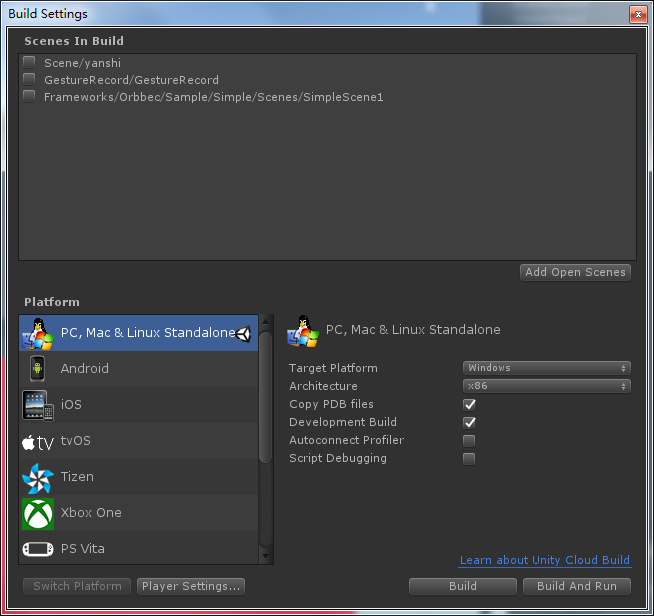 Build Settings
Scenes In Build
Scene/yanshi
GestureRecord/GestureRecord
Frameworks/Orbbec/Sample/Simple/Scenes/SimpleScene1
Add Open Scenes
Platform
PC, Mac & Linux Standalone
Android
iOS
tv tvOS
Tizen
Xbox One
PS Vita
PC, Mac & Linux Standalone
Target Platform Windows
Architecture x86
Copy PDB files
Development Build
Autoconnect Profiler
Script Debugging
Learn about Unity Cloud Build
Switch Platform Player Settings... Build Build And Run